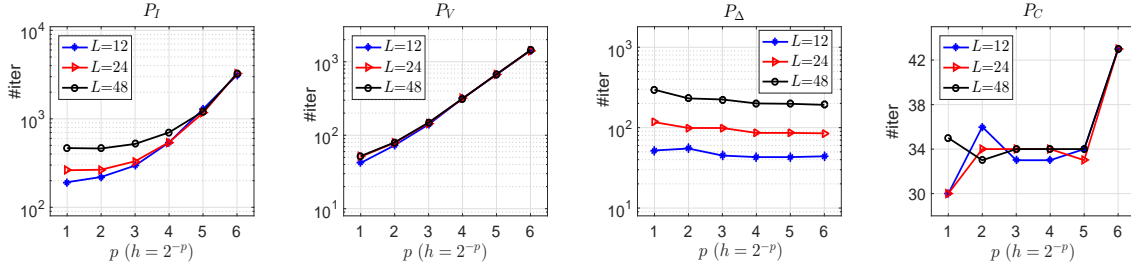 P_I
10^4
10^3
10^2
#iter
L=12
L=24
L=48
1 2 3 4 5 6
p (h = 2^{-p})
P_V
10^3
10^2
10^1
#iter
L=12
L=24
L=48
1 2 3 4 5 6
p (h = 2^{-p})
P_Δ
10^3
10^2
10^1
#iter
L=12
L=24
L=48
1 2 3 4 5 6
p (h = 2^{-p})
P_C
42
38
34
30
#iter
L=12
L=24
L=48
1 2 3 4 5 6
p (h = 2^{-p})